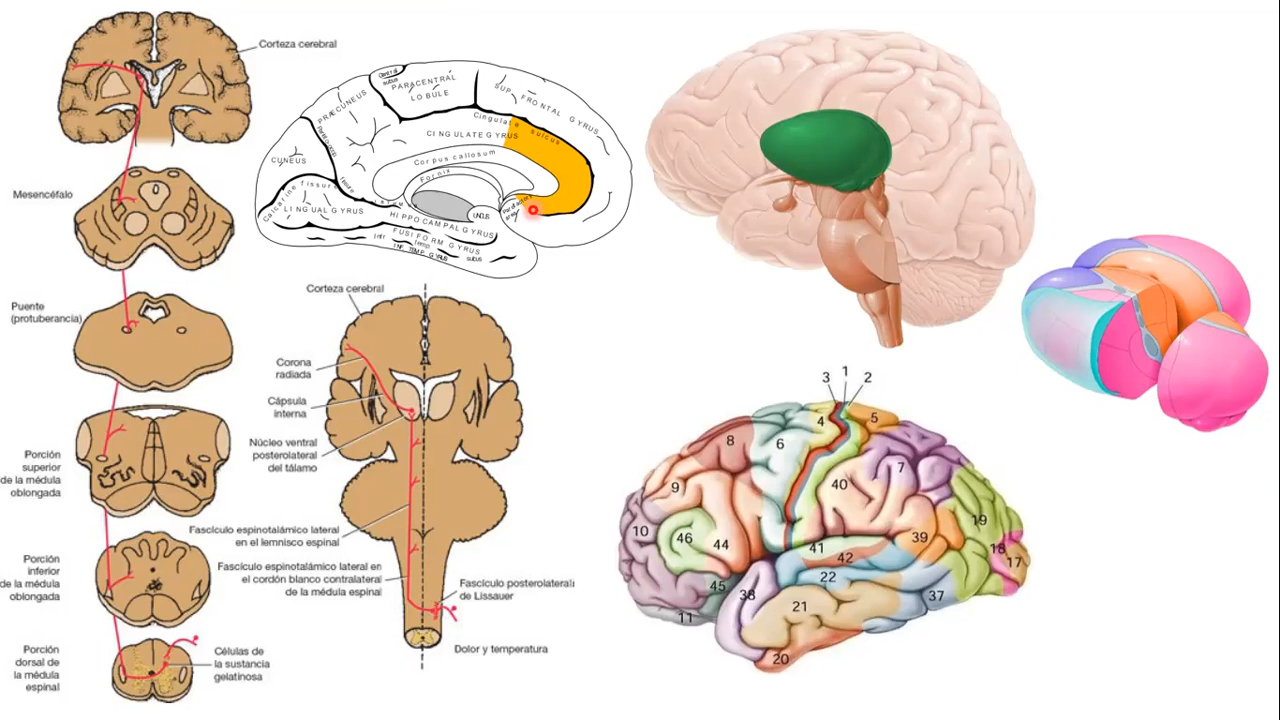 Corteza cerebral
Mesencéfalo
Puente
(protuberancia)
Porción
superior
de la médula
oblongada
Porción
inferior
de la médula
oblongada
Porción
dorsal de
la médula
espinal
Células de
la sustancia
gelatinosa
Central
sulcus
PARACENTRAL
LOBULE
SUP. FRONTAL GYRUS
PRÆCUNEUS
Cingulate sulcus
CINGULATE GYRUS
Corpus callosum
Fornix
CUNEUS
Calcarine fissure
LINGUAL GYRUS
HIPPOCAMPAL GYRUS
UNCUS
FUSIFORM GYRUS
INF. TEMP. GYRUS
Corteza cerebral
Corona
radiada
Cápsula
interna
Núcleo ventral
posterolateral
del tálamo
Fascículo espinotalámico lateral
en el lemnisco espinal
Fascículo espinotalámico lateral en
el cordón blanco contralateral
de la médula espinal
Fascículo posterolateral
de Lissauer
Dolor y temperatura
3 1 2
4 5
8 6
7
9 40
10 46 44 39 19
41 18
42 17
45 22
38 37
11 21
20